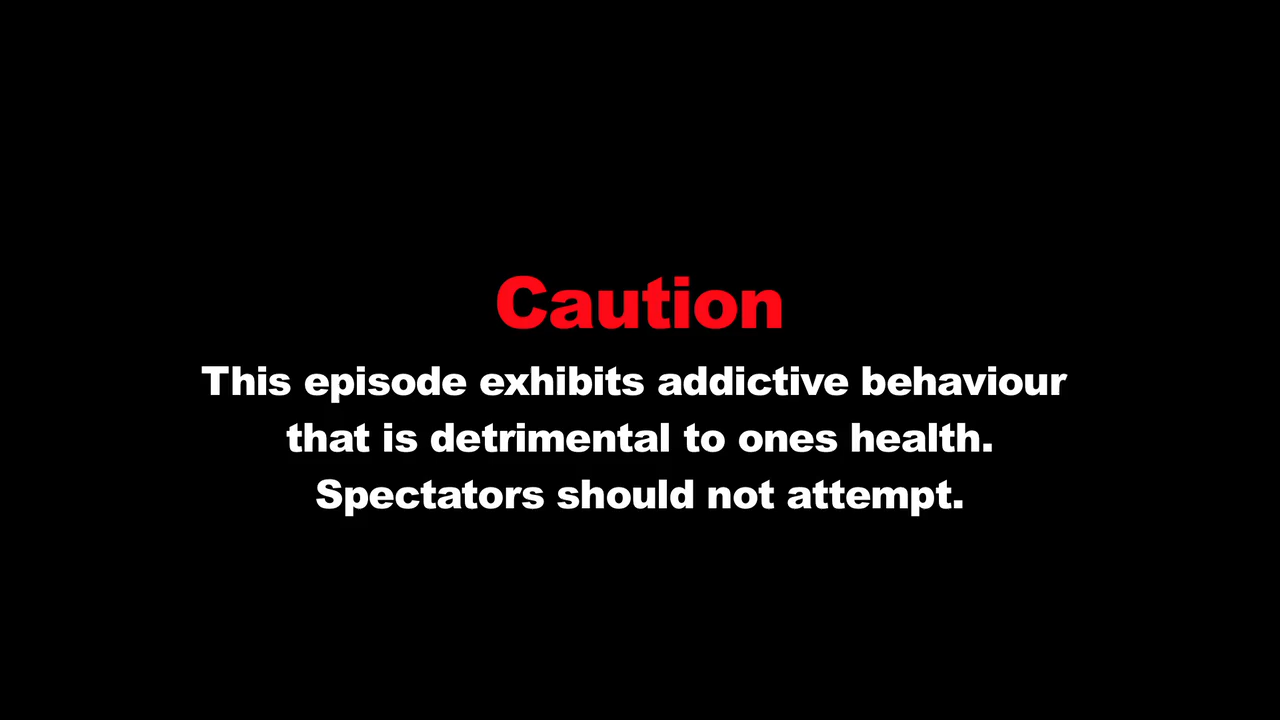 Caution
This episode exhibits addictive behaviour
that is detrimental to ones health.
Spectators should not attempt.